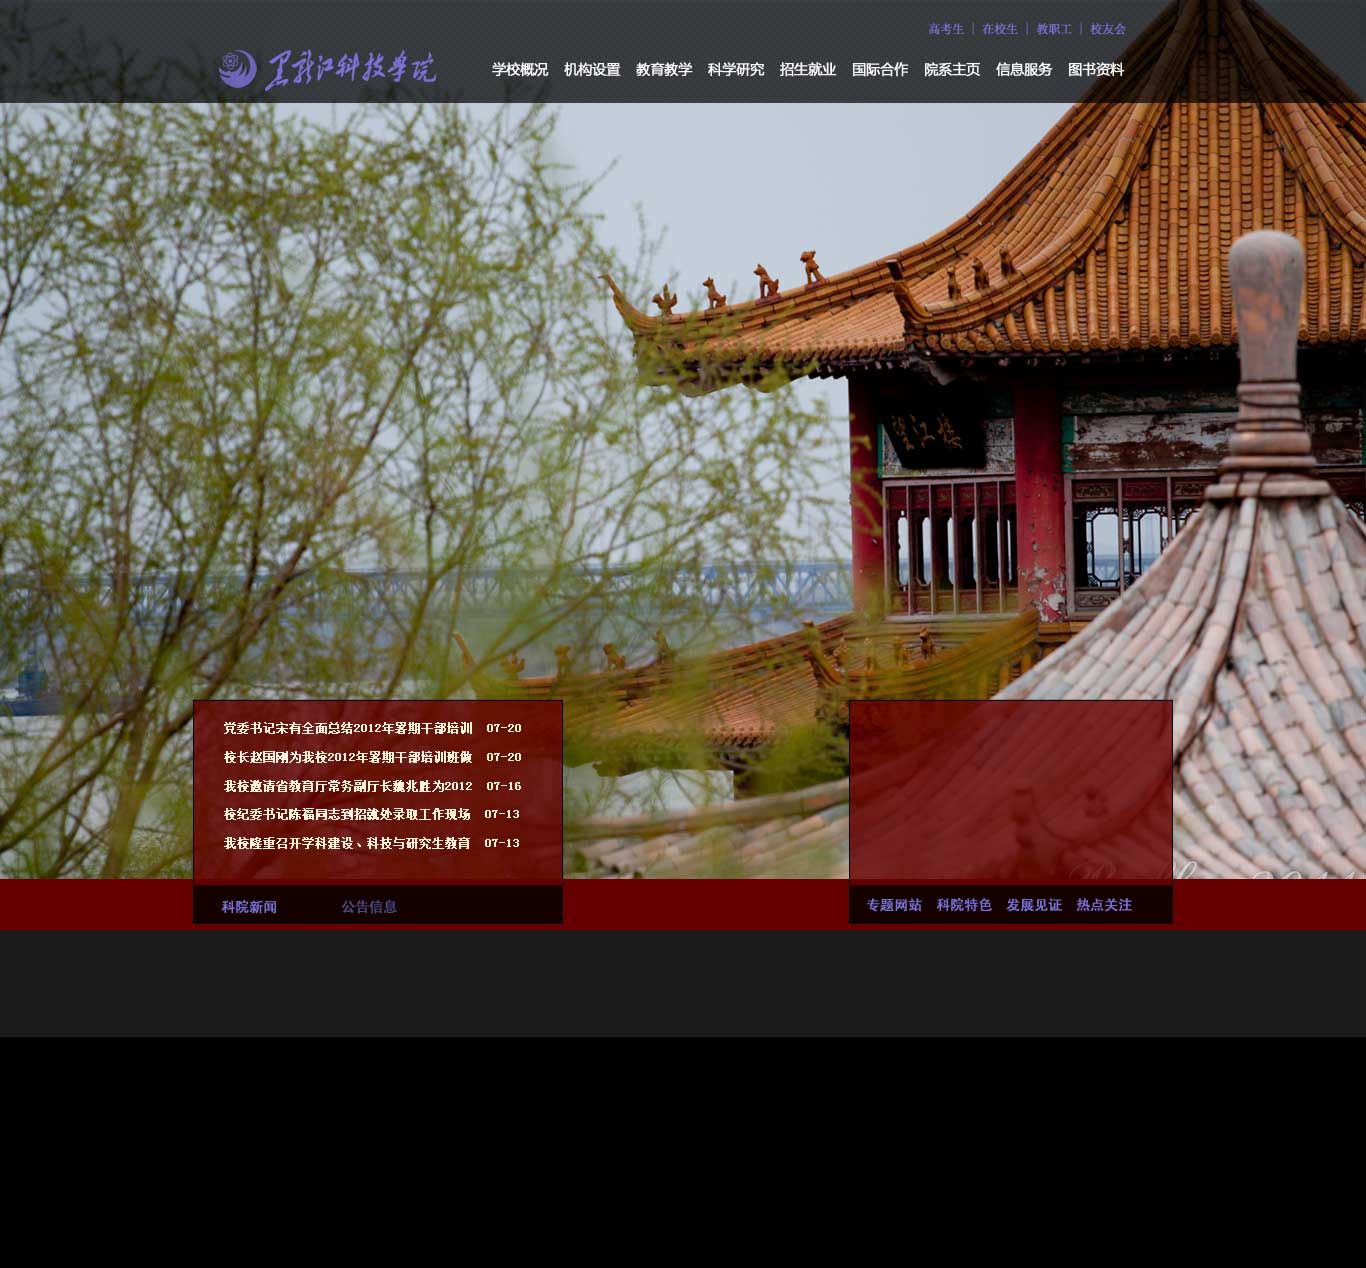 高考生 | 在校生 | 教职工 | 校友会
黑龙江科技學院
学校概况 机构设置 教育教学 科学研究 招生就业 国际合作 院系主页 信息服务 图书资料
望江楼
党委书记宋有全面总结2012年暑期干部培训 07-20
校长赵国刚为我校2012年暑期干部培训班做 07-20
我校邀请省教育厅常务副厅长魏兆胜为2012 07-16
校纪委书记陈福同志到招就处录取工作现场 07-13
我校隆重召开学科建设、科技与研究生教育 07-13
科院新闻 公告信息
专题网站 科院特色 发展见证 热点关注